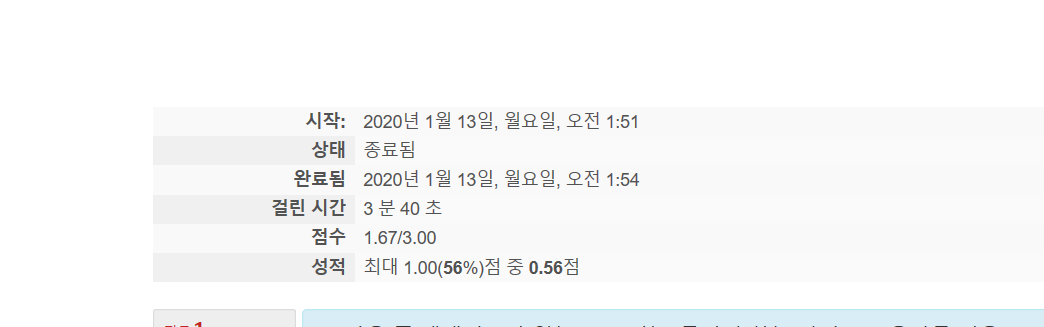 시작: 2020년 1월 13일, 월요일, 오전 1:51
상태 종료됨
완료됨 2020년 1월 13일, 월요일, 오전 1:54
걸린 시간 3 분 40 초
점수 1.67/3.00
성적 최대 1.00(56%)점 중 0.56점
1